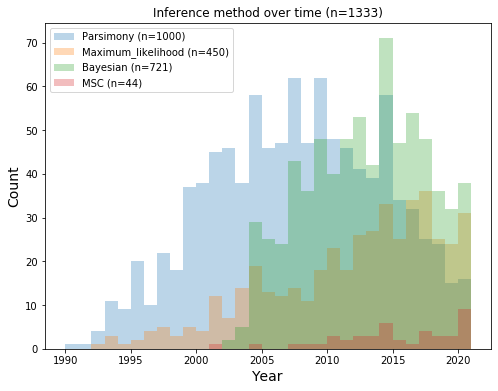 Inference method over time (n=1333)
Parsimony (n=1000)
Maximum_likelihood (n=450)
Bayesian (n=721)
MSC (n=44)
Count
70
60
50
40
30
20
10
0
1990 1995 2000 2005 2010 2015 2020
Year